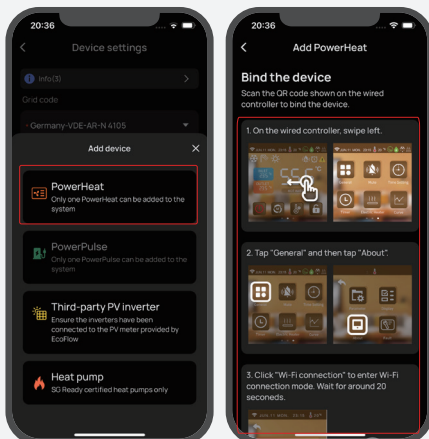 20:36
Device settings
Info(3)
Grid code
- Germany-VDE-AR-N 4105
Add device
PowerHeat
Only one PowerHeat can be added to the
system
PowerPulse
Only one PowerPulse can be added to the
system
Third-party PV inverter
Ensure the inverters have been
connected to the PV meter provided by
EcoFlow
Heat pump
SG Ready certified heat pumps only
20:36
Add PowerHeat
Bind the device
Scan the QR code shown on the wired
controller to bind the device.
1. On the wired controller, swipe left.
2. Tap "General" and then tap "About".
3. Click "Wi-Fi connection" to enter Wi-Fi
connection mode. Wait for around 20
seconeds.